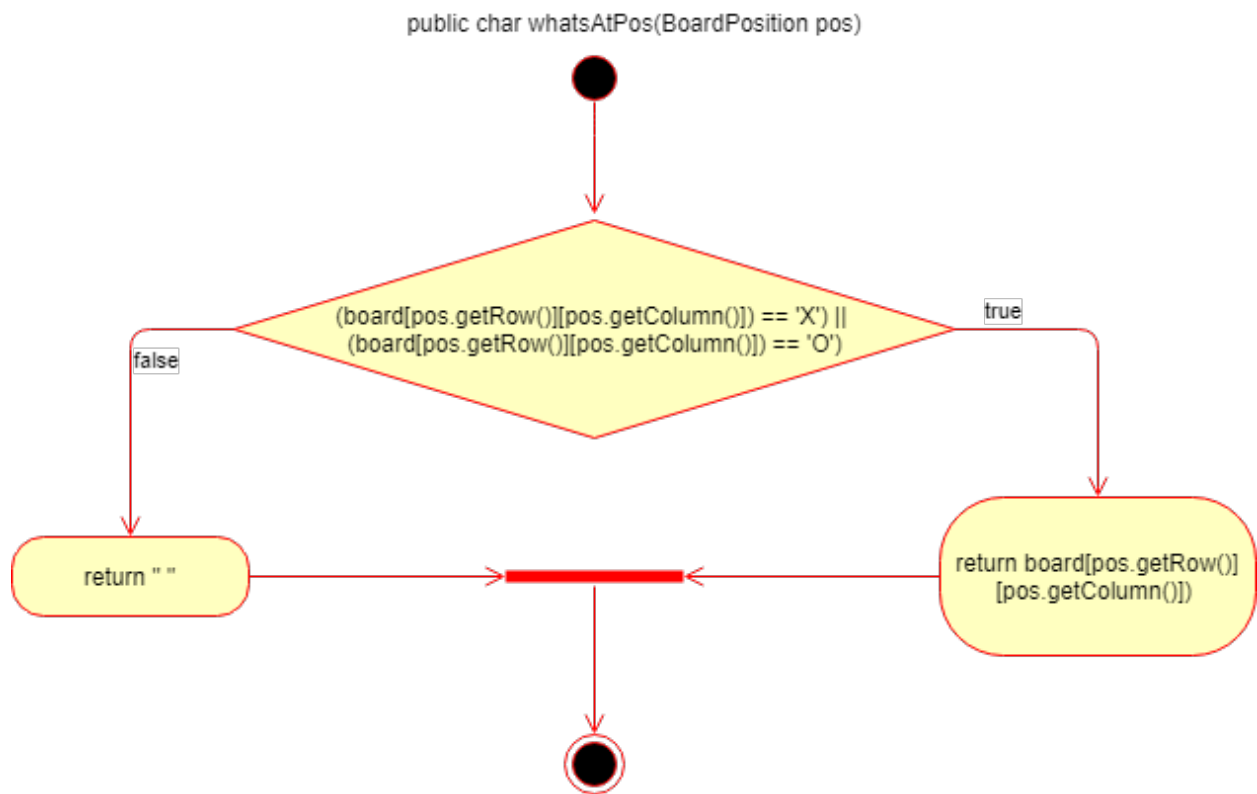 public char whatsAtPos(BoardPosition pos)
(board[pos.getRow()][pos.getColumn()]) == 'X') ||
(board[pos.getRow()][pos.getColumn()]) == 'O')
true
false
return " "
return board[pos.getRow()]
[pos.getColumn()])